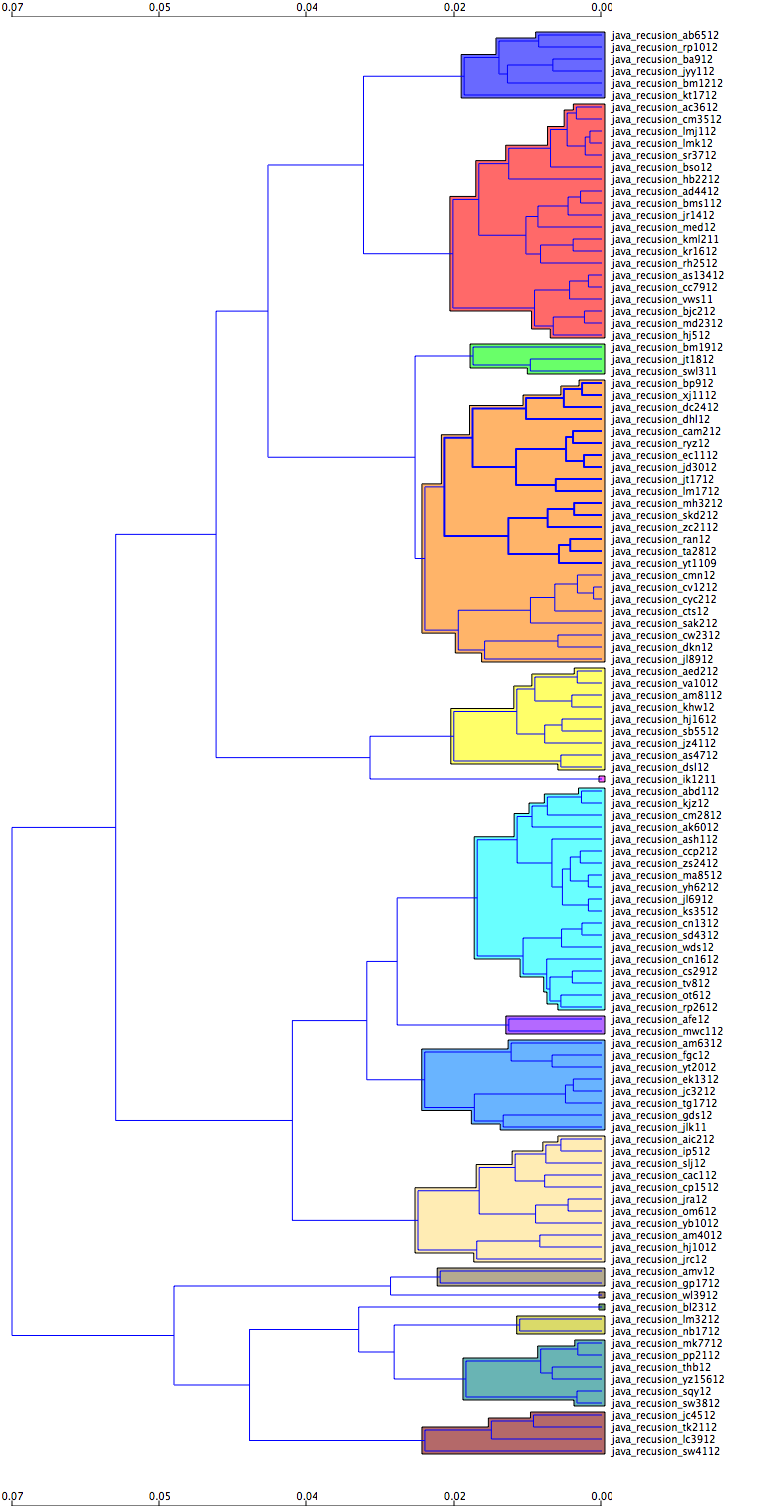 0.07 0.05 0.04 0.02 0.00
java_recusion_ab6512
java_recusion_rp1012
java_recusion_ba912
java_recusion_jyy112
java_recusion_bm1212
java_recusion_kt1712
java_recusion_ac3612
java_recusion_cm3512
java_recusion_lmj112
java_recusion_lmk12
java_recusion_sr3712
java_recusion_bso12
java_recusion_hb2212
java_recusion_ad4412
java_recusion_bms112
java_recusion_jr1412
java_recusion_med12
java_recusion_kml211
java_recusion_kr1612
java_recusion_rh2512
java_recusion_as13412
java_recusion_cc7912
java_recusion_vws11
java_recusion_bjc212
java_recusion_md2312
java_recusion_hj512
java_recusion_bm1912
java_recusion_jt1812
java_recusion_swl311
java_recusion_bp912
java_recusion_xj1112
java_recusion_dc2412
java_recusion_dhl12
java_recusion_cam212
java_recusion_ryz12
java_recusion_ec1112
java_recusion_jd3012
java_recusion_jt1712
java_recusion_lm1712
java_recusion_mh3212
java_recusion_skd212
java_recusion_zc2112
java_recusion_ran12
java_recusion_ta2812
java_recusion_yt1109
java_recusion_cmn12
java_recusion_cv1212
java_recusion_cyc212
java_recusion_cts12
java_recusion_sak212
java_recusion_cw2312
java_recusion_dkn12
java_recusion_jl8912
java_recusion_aed212
java_recusion_va1012
java_recusion_am8112
java_recusion_khw12
java_recusion_hj1612
java_recusion_sb5512
java_recusion_jz4112
java_recusion_as4712
java_recusion_dsl12
java_recusion_ik1211
java_recusion_abd112
java_recusion_kjz12
java_recusion_cm2812
java_recusion_ak6012
java_recusion_ash112
java_recusion_ccp212
java_recusion_zs2412
java_recusion_ma8512
java_recusion_yh6212
java_recusion_jl6912
java_recusion_ks3512
java_recusion_cn1312
java_recusion_sd4312
java_recusion_wds12
java_recusion_cn1612
java_recusion_cs2912
java_recusion_tv812
java_recusion_ot612
java_recusion_rp2612
java_recusion_afe12
java_recusion_mwc112
java_recusion_am6312
java_recusion_fgc12
java_recusion_yt2012
java_recusion_ek1312
java_recusion_jc3212
java_recusion_tg1712
java_recusion_gds12
java_recusion_jlk11
java_recusion_aic212
java_recusion_ip512
java_recusion_slj12
java_recusion_cac112
java_recusion_cp1512
java_recusion_jra12
java_recusion_om612
java_recusion_yb1012
java_recusion_am4012
java_recusion_hj1012
java_recusion_jrc12
java_recusion_amv12
java_recusion_gp1712
java_recusion_wl3912
java_recusion_bl2312
java_recusion_lm3212
java_recusion_nb1712
java_recusion_mk7712
java_recusion_pp2112
java_recusion_thb12
java_recusion_yz15612
java_recusion_sqy12
java_recusion_sw3812
java_recusion_jc4512
java_recusion_tk2112
java_recusion_lc3912
java_recusion_sw4112
0.07 0.05 0.04 0.02 0.00